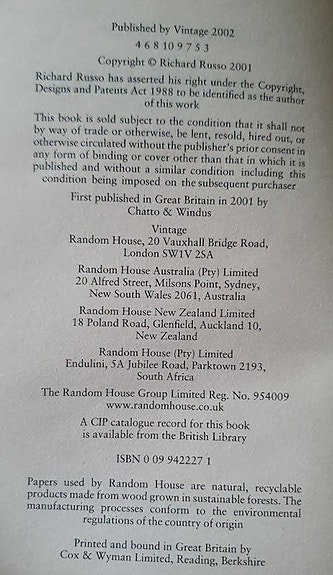 Published by Vintage 2002
4 6 8 10 9 7 5 3
Copyright © Richard Russo 2001
Richard Russo has asserted his right under the Copyright,
Designs and Patents Act 1988 to be identified as the author
of this work
This book is sold subject to the condition that it shall not
by way of trade or otherwise, be lent, resold, hired out, or
otherwise circulated without the publisher's prior consent in
any form of binding or cover other than that in which it is
published and without a similar condition including this
condition being imposed on the subsequent purchaser
First published in Great Britain in 2001 by
Chatto & Windus
Vintage
Random House, 20 Vauxhall Bridge Road,
London SW1V 2SA
Random House Australia (Pty) Limited
20 Alfred Street, Milsons Point, Sydney,
New South Wales 2061, Australia
Random House New Zealand Limited
18 Poland Road, Glenfield, Auckland 10,
New Zealand
Random House (Pty) Limited
Endulini, 5A Jubilee Road, Parktown 2193,
South Africa
The Random House Group Limited Reg. No. 954009
www.randomhouse.co.uk
A CIP catalogue record for this book
is available from the British Library
ISBN 0 09 942227 1
Papers used by Random House are natural, recyclable
products made from wood grown in sustainable forests. The
manufacturing processes conform to the environmental
regulations of the country of origin
Printed and bound in Great Britain by
Cox & Wyman Limited, Reading, Berkshire